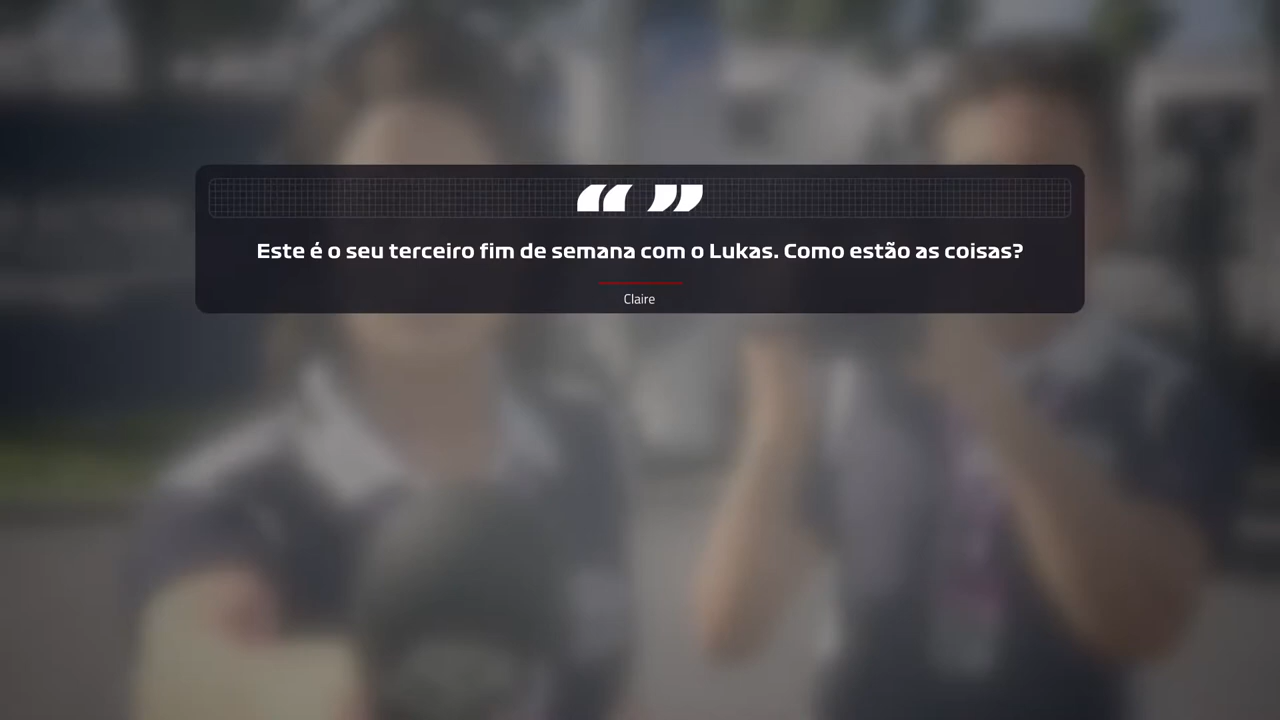 Este é o seu terceiro fim de semana com o Lukas. Como estão as coisas?
Claire